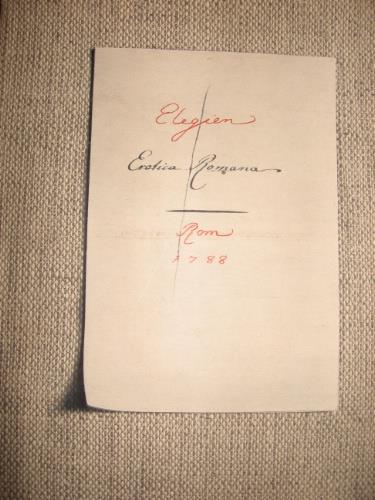 Elegien
Erotica Romana
Rom
1788